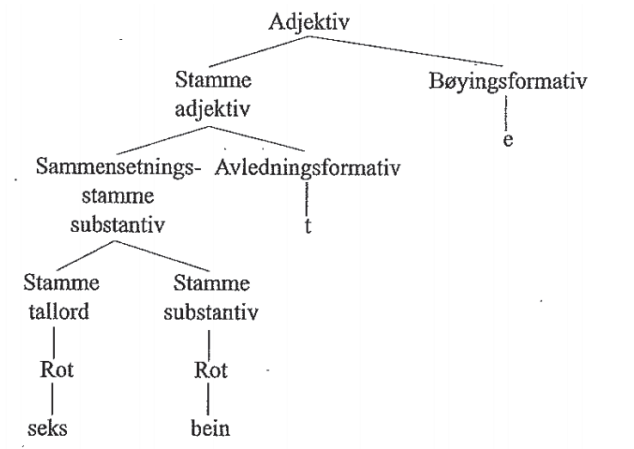 Adjektiv
Stamme
adjektiv
Bøyingsformativ
e
Sammensetnings-
stamme
substantiv
Avledningsformativ
t
Stamme
tallord
Stamme
substantiv
Rot
Rot
seks
bein